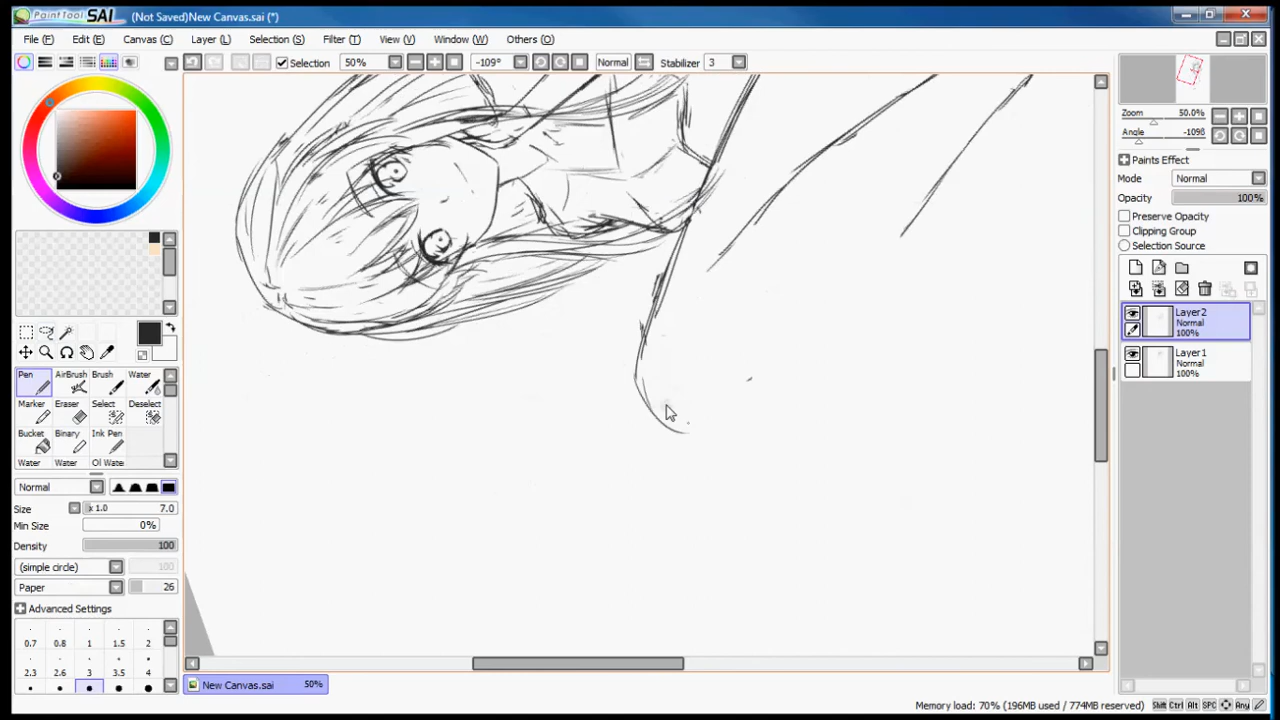 PaintTool SAI (Not Saved)New Canvas.sai (*)
File (F) Edit (E) Canvas (C) Layer (L) Selection (S) Filter (T) View (V) Window (W) Others (O)
Selection 50% -109° Normal Stabilizer 3
Zoom 50.0%
Angle -109θ
Paints Effect
Mode Normal
Opacity 100%
Preserve Opacity
Clipping Group
Selection Source
Layer2
Normal
100%
Layer1
Normal
100%
Pen AirBrush Brush Water
Marker Eraser Select Deselect
Bucket Binary Ink Pen
Water Water Ol Wate
Normal
Size x 1.0 7.0
Min Size 0%
Density 100
(simple circle) 100
Paper 26
Advanced Settings
0.7 0.8 1 1.5 2
2.3 2.6 3 3.5 4
New Canvas.sai 50%
Memory load: 70% (196MB used / 774MB reserved) Shift Ctrl Alt SPC Any